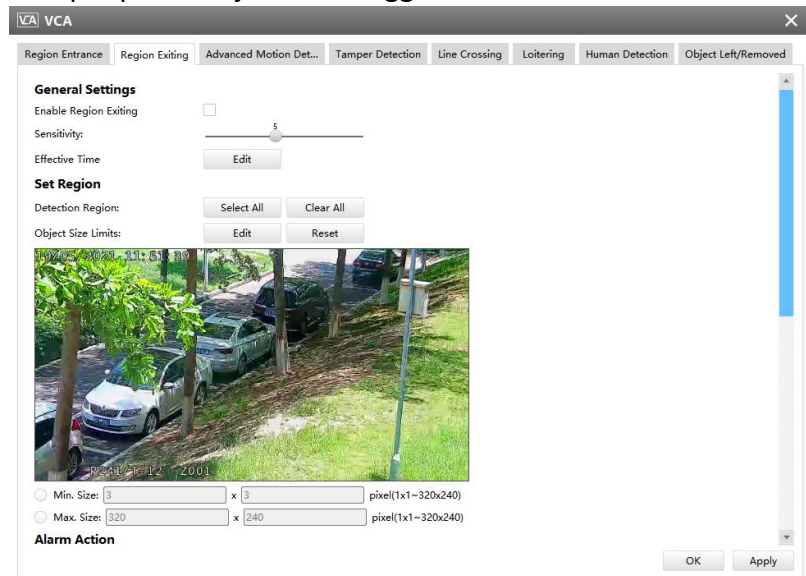 VCA VCA
Region Entrance Region Exiting Advanced Motion Det... Tamper Detection Line Crossing Loitering Human Detection Object Left/Removed
General Settings
Enable Region Exiting
Sensitivity: 5
Effective Time Edit
Set Region
Detection Region: Select All Clear All
Object Size Limits: Edit Reset
Min. Size: 3 x 3 pixel(1x1~320x240)
Max. Size: 320 x 240 pixel(1x1~320x240)
Alarm Action
OK Apply